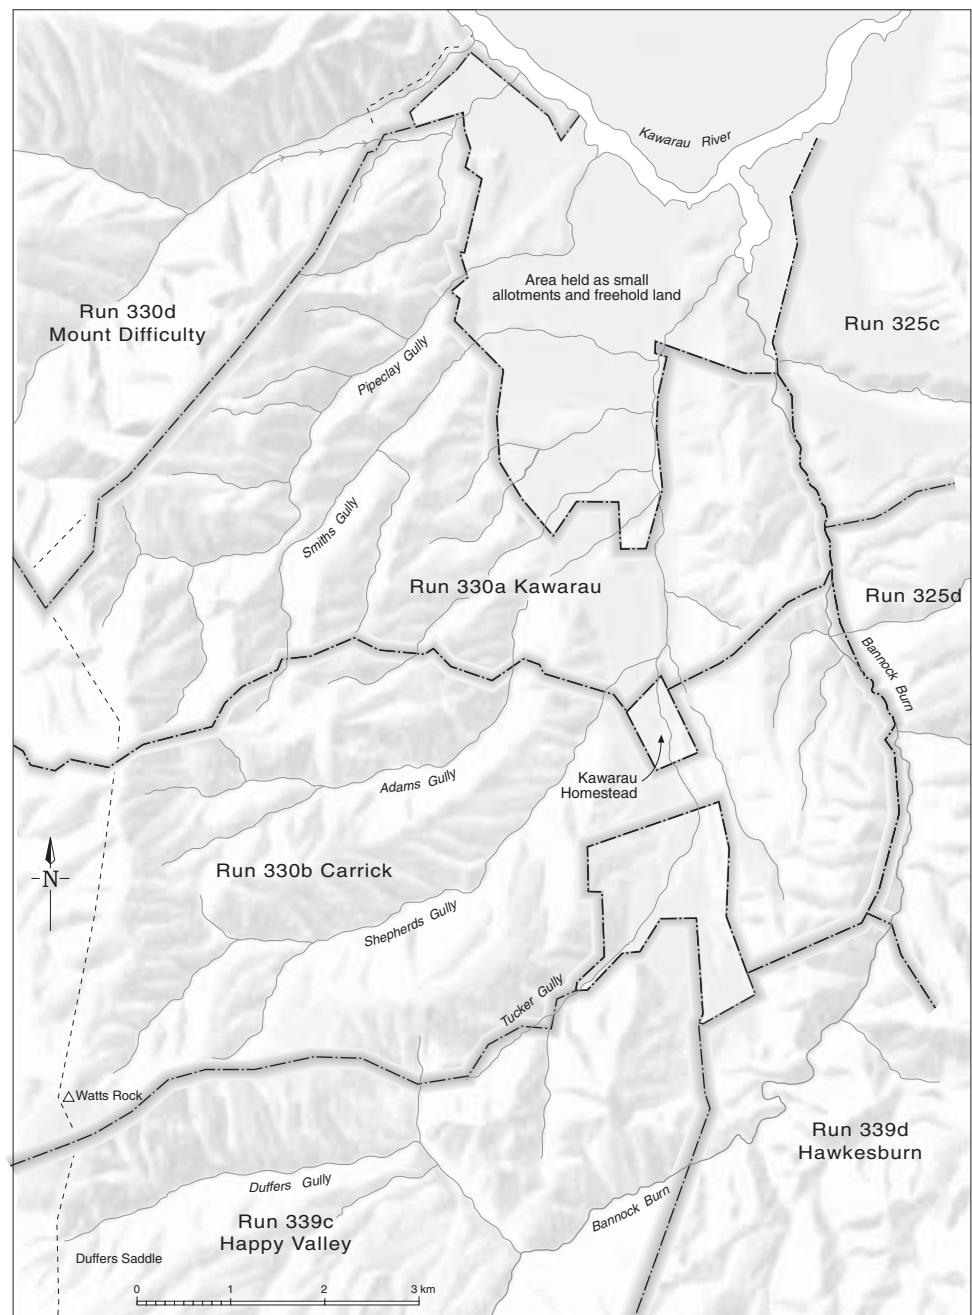 Kawarau River
Area held as small
allotments and freehold land
Run 330d
Mount Difficulty
Run 325c
Pipeclay Gully
Smiths Gully
Run 330a Kawarau
Run 325d
Bannock Burn
Kawarau
Homestead
Adams Gully
N
Run 330b Carrick
Shepherds Gully
Tucker Gully
Watts Rock
Run 339d
Hawkesburn
Duffers Gully
Bannock Burn
Run 339c
Happy Valley
Duffers Saddle
0 1 2 3 km